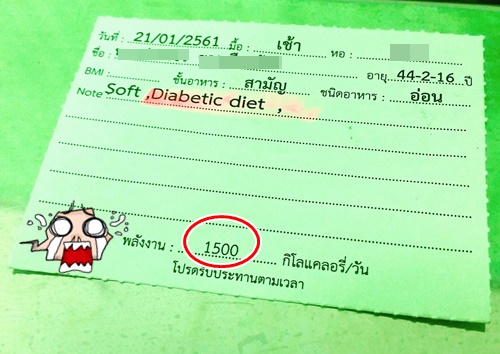 วันที่ : 21/01/2561 มื้อ : เช้า หอ :
ชื่อ : อายุ 44-2-16 ปี
BMI ชั้นอาหาร : สามัญ ชนิดอาหาร : อ่อน
Note Soft ,Diabetic diet ,
พลังงาน : 1500 กิโลแคลอรี่/วัน
โปรดรับประทานตามเวลา